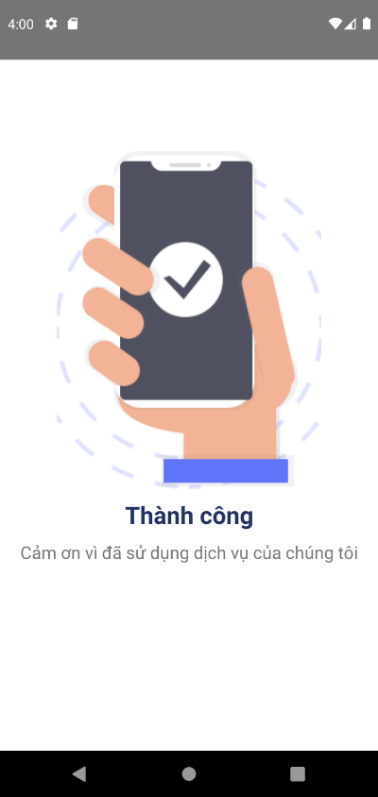 4:00
Thành công
Cảm ơn vì đã sử dụng dịch vụ của chúng tôi